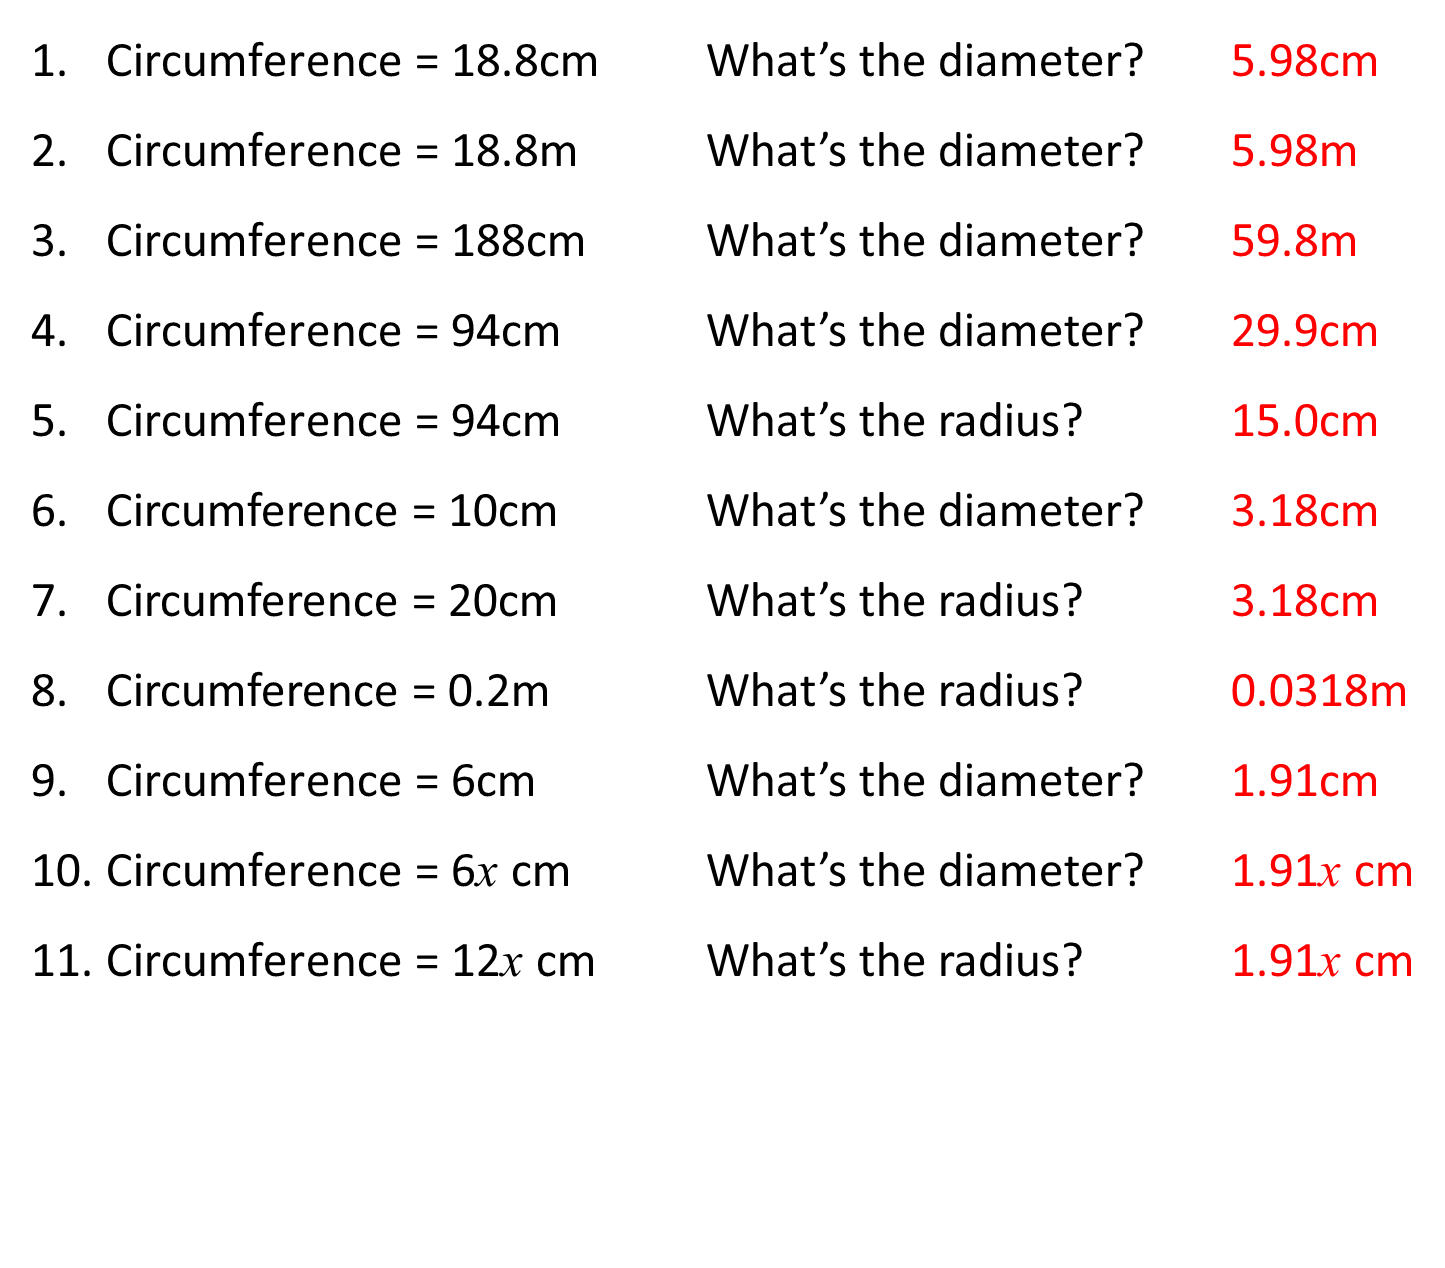 1. Circumference = 18.8cm What’s the diameter? 5.98cm
2. Circumference = 18.8m What’s the diameter? 5.98m
3. Circumference = 188cm What’s the diameter? 59.8m
4. Circumference = 94cm What’s the diameter? 29.9cm
5. Circumference = 94cm What’s the radius? 15.0cm
6. Circumference = 10cm What’s the diameter? 3.18cm
7. Circumference = 20cm What’s the radius? 3.18cm
8. Circumference = 0.2m What’s the radius? 0.0318m
9. Circumference = 6cm What’s the diameter? 1.91cm
10. Circumference = 6x cm What’s the diameter? 1.91x cm
11. Circumference = 12x cm What’s the radius? 1.91x cm